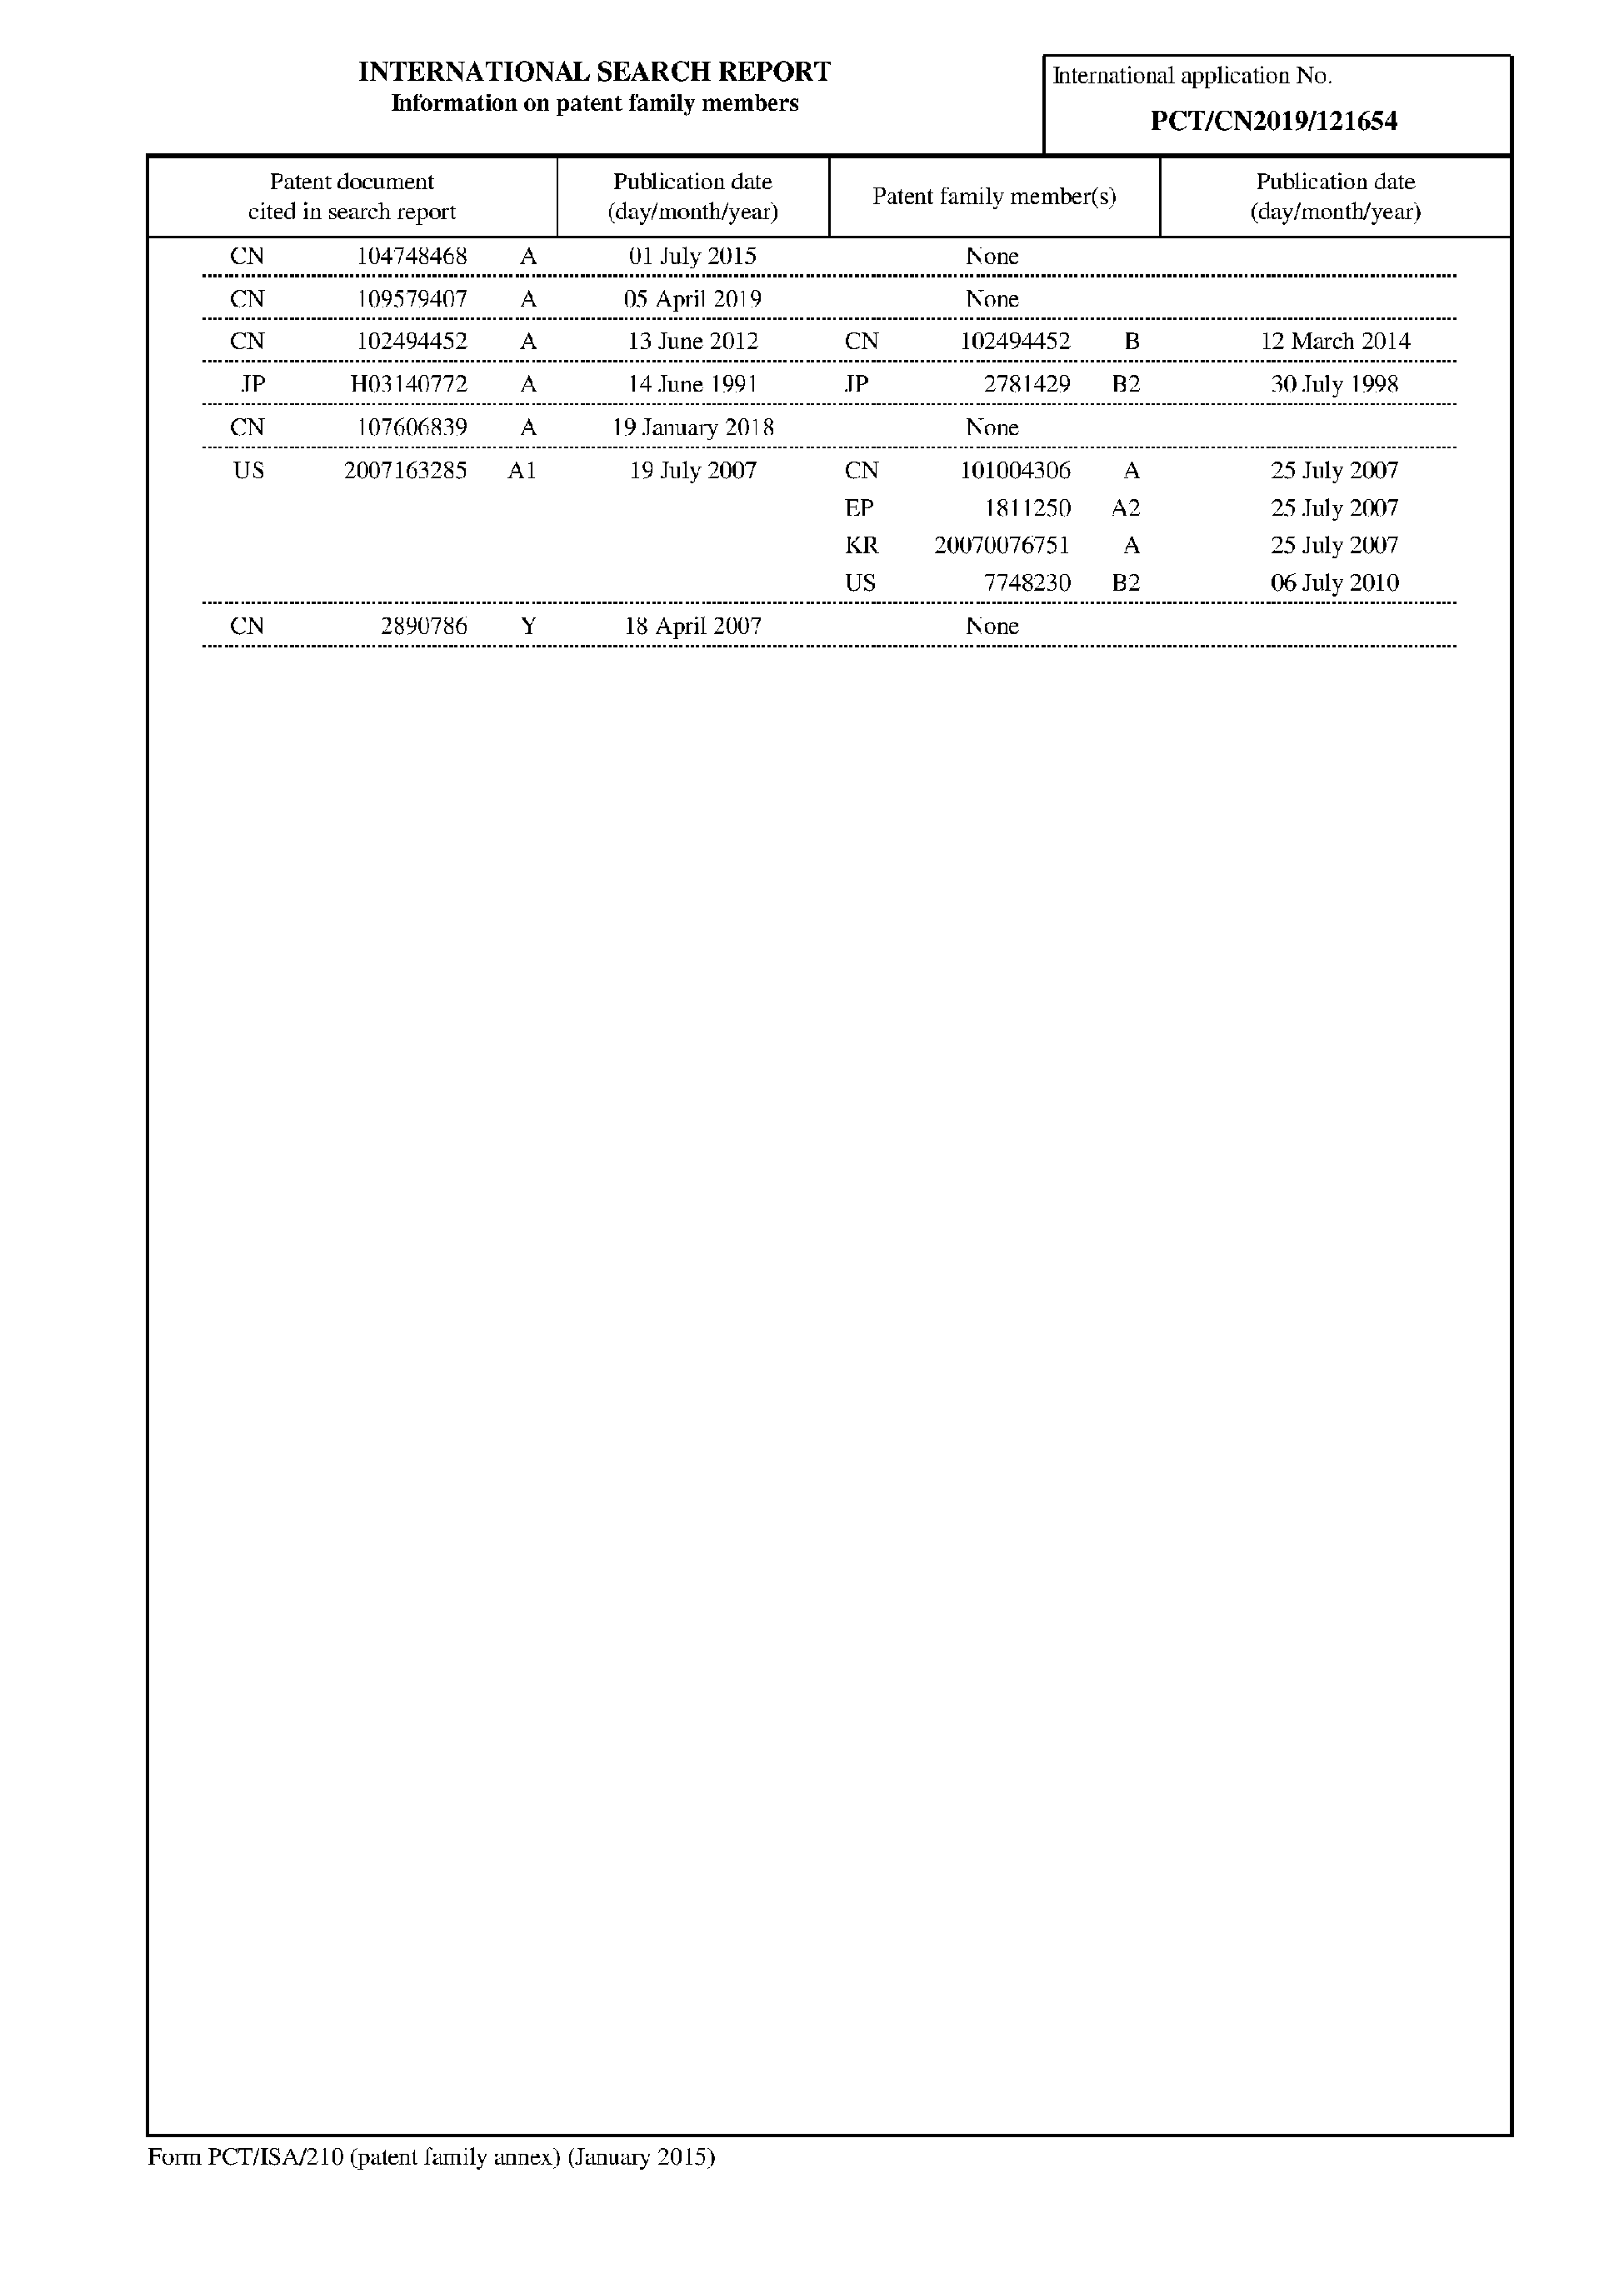 INTERNATIONAL SEARCH REPORT
Information on patent family members
International application No.
PCT/CN2019/121654
Patent document cited in search report
Publication date (day/month/year)
Patent family member(s)
Publication date (day/month/year)
CN 104748468 A 01 July 2015 None
CN 109579407 A 05 April 2019 None
CN 102494452 A 13 June 2012 CN 102494452 B 12 March 2014
JP H03140772 A 14 June 1991 JP 2781429 B2 30 July 1998
CN 107606839 A 19 January 2018 None
US 2007163285 A1 19 July 2007 CN 101004306 A 25 July 2007
EP 1811250 A2 25 July 2007
KR 20070076751 A 25 July 2007
US 7748230 B2 06 July 2010
CN 2890786 Y 18 April 2007 None
Form PCT/ISA/210 (patent family annex) (January 2015)